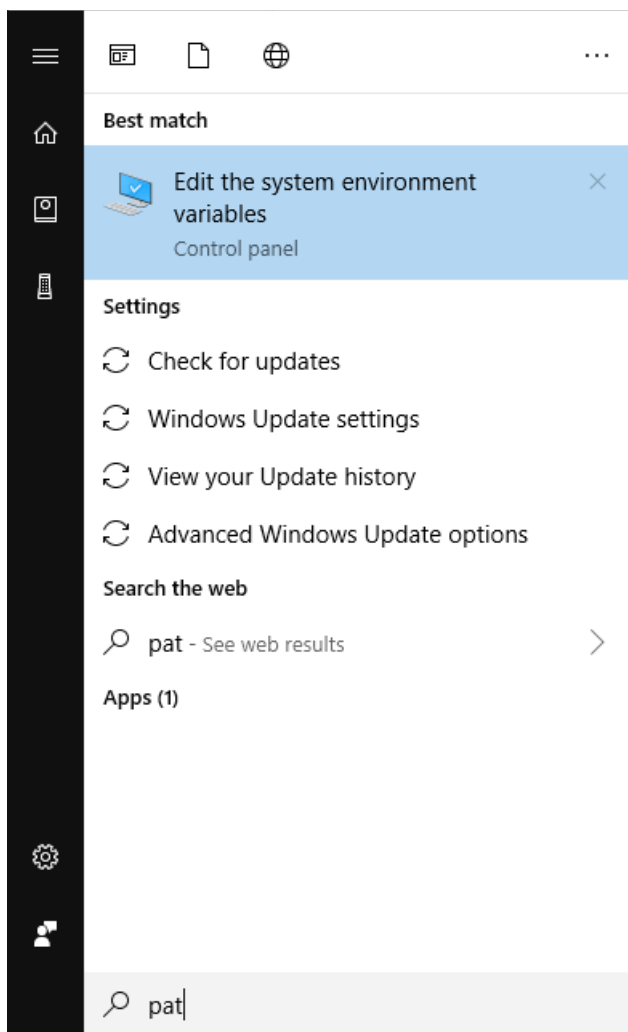 Best match
Edit the system environment
variables
Control panel
Settings
Check for updates
Windows Update settings
View your Update history
Advanced Windows Update options
Search the web
pat - See web results
Apps (1)
pat